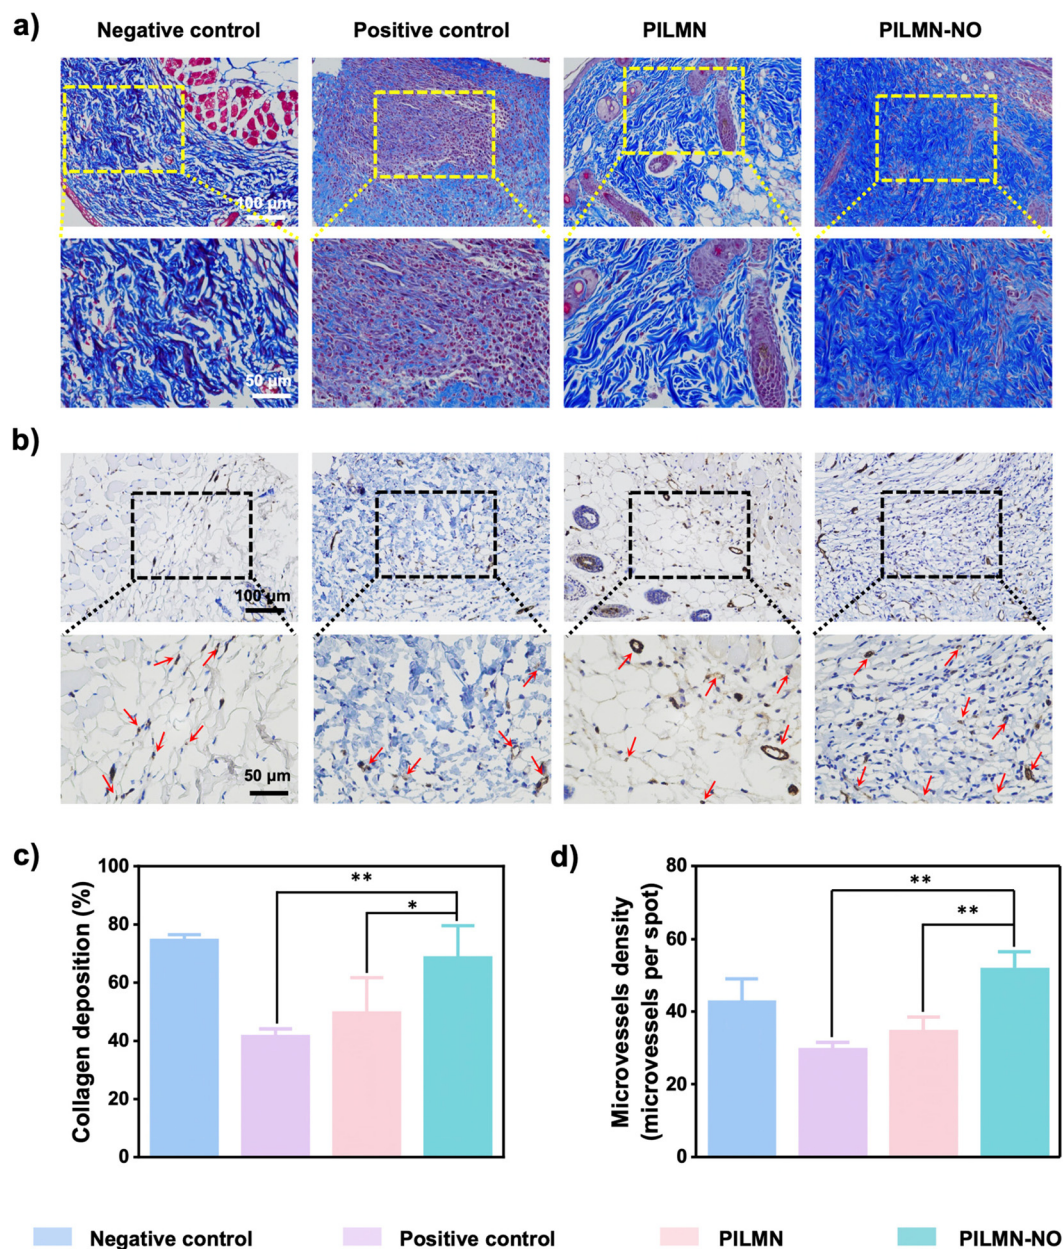 a)
Negative control
Positive control
PILMN
PILMN-NO
100 μm
50 μm
b)
100 μm
50 μm
c)
d)
Collagen deposition (%)
100
80
60
40
20
0
**
*
Microvessels density
(microvessels per spot)
80
60
40
20
0
**
**
Negative control
Positive control
PILMN
PILMN-NO